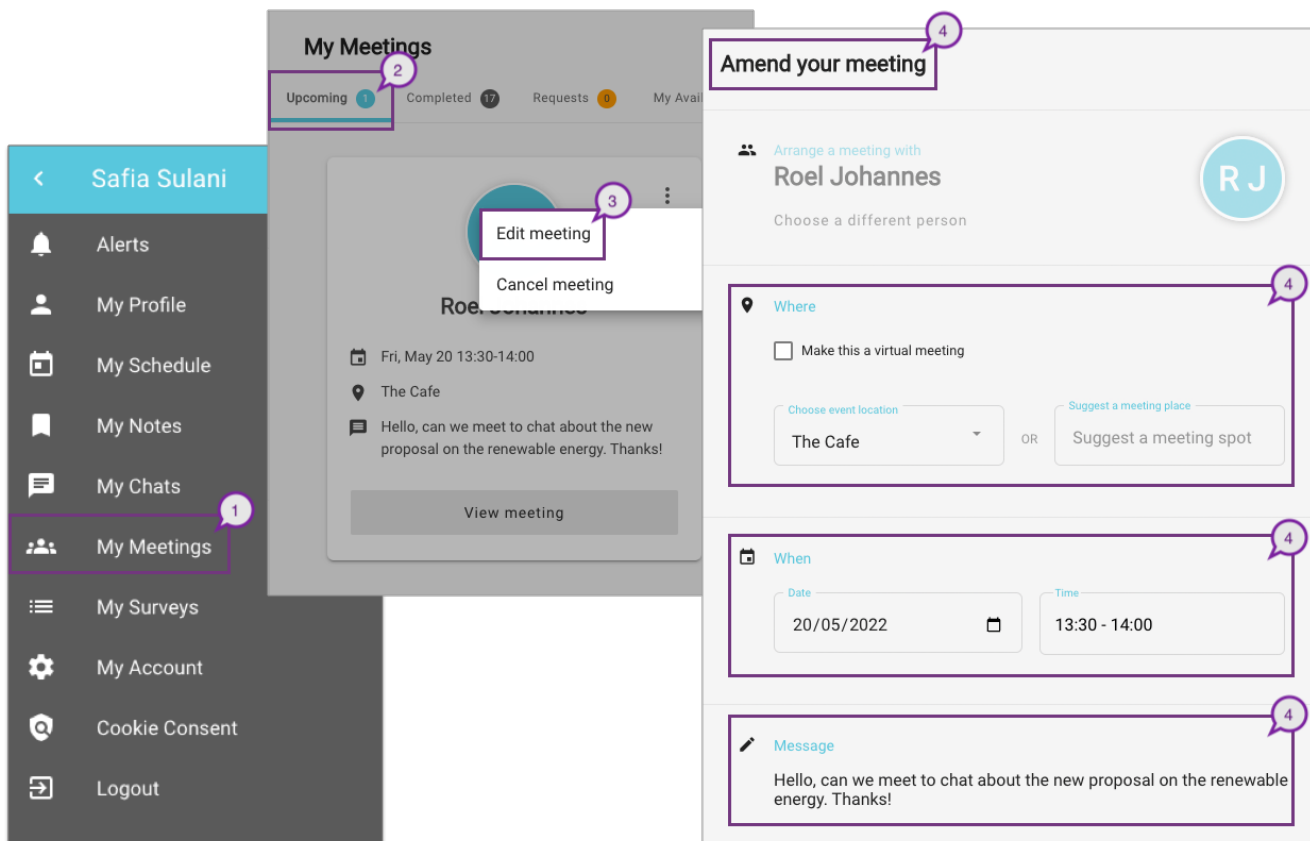 Safia Sulani
Alerts
My Profile
My Schedule
My Notes
My Chats
1
My Meetings
My Surveys
My Account
Cookie Consent
Logout
My Meetings
2
Upcoming 1 Completed 17 Requests 0 My Avail
3
Edit meeting
Cancel meeting
Roel Johannes
Fri, May 20 13:30-14:00
The Cafe
Hello, can we meet to chat about the new
proposal on the renewable energy. Thanks!
View meeting
4
Amend your meeting
Arrange a meeting with
Roel Johannes
RJ
Choose a different person
4
Where
Make this a virtual meeting
Choose event location Suggest a meeting place
The Cafe OR Suggest a meeting spot
4
When
Date Time
20/05/2022 13:30 - 14:00
4
Message
Hello, can we meet to chat about the new proposal on the renewable
energy. Thanks!